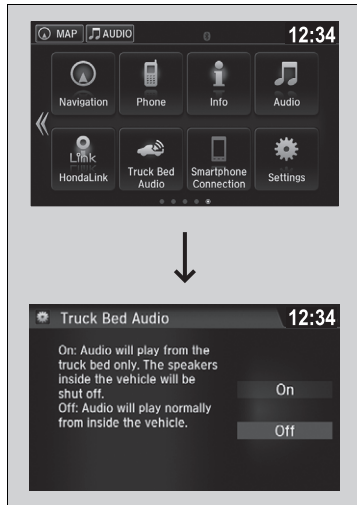 MAP AUDIO 12:34
Navigation Phone Info Audio
Link
HondaLink Truck Bed Audio Smartphone Connection Settings
Truck Bed Audio 12:34
On: Audio will play from the
truck bed only. The speakers
inside the vehicle will be
shut off.
Off: Audio will play normally
from inside the vehicle.
On
Off